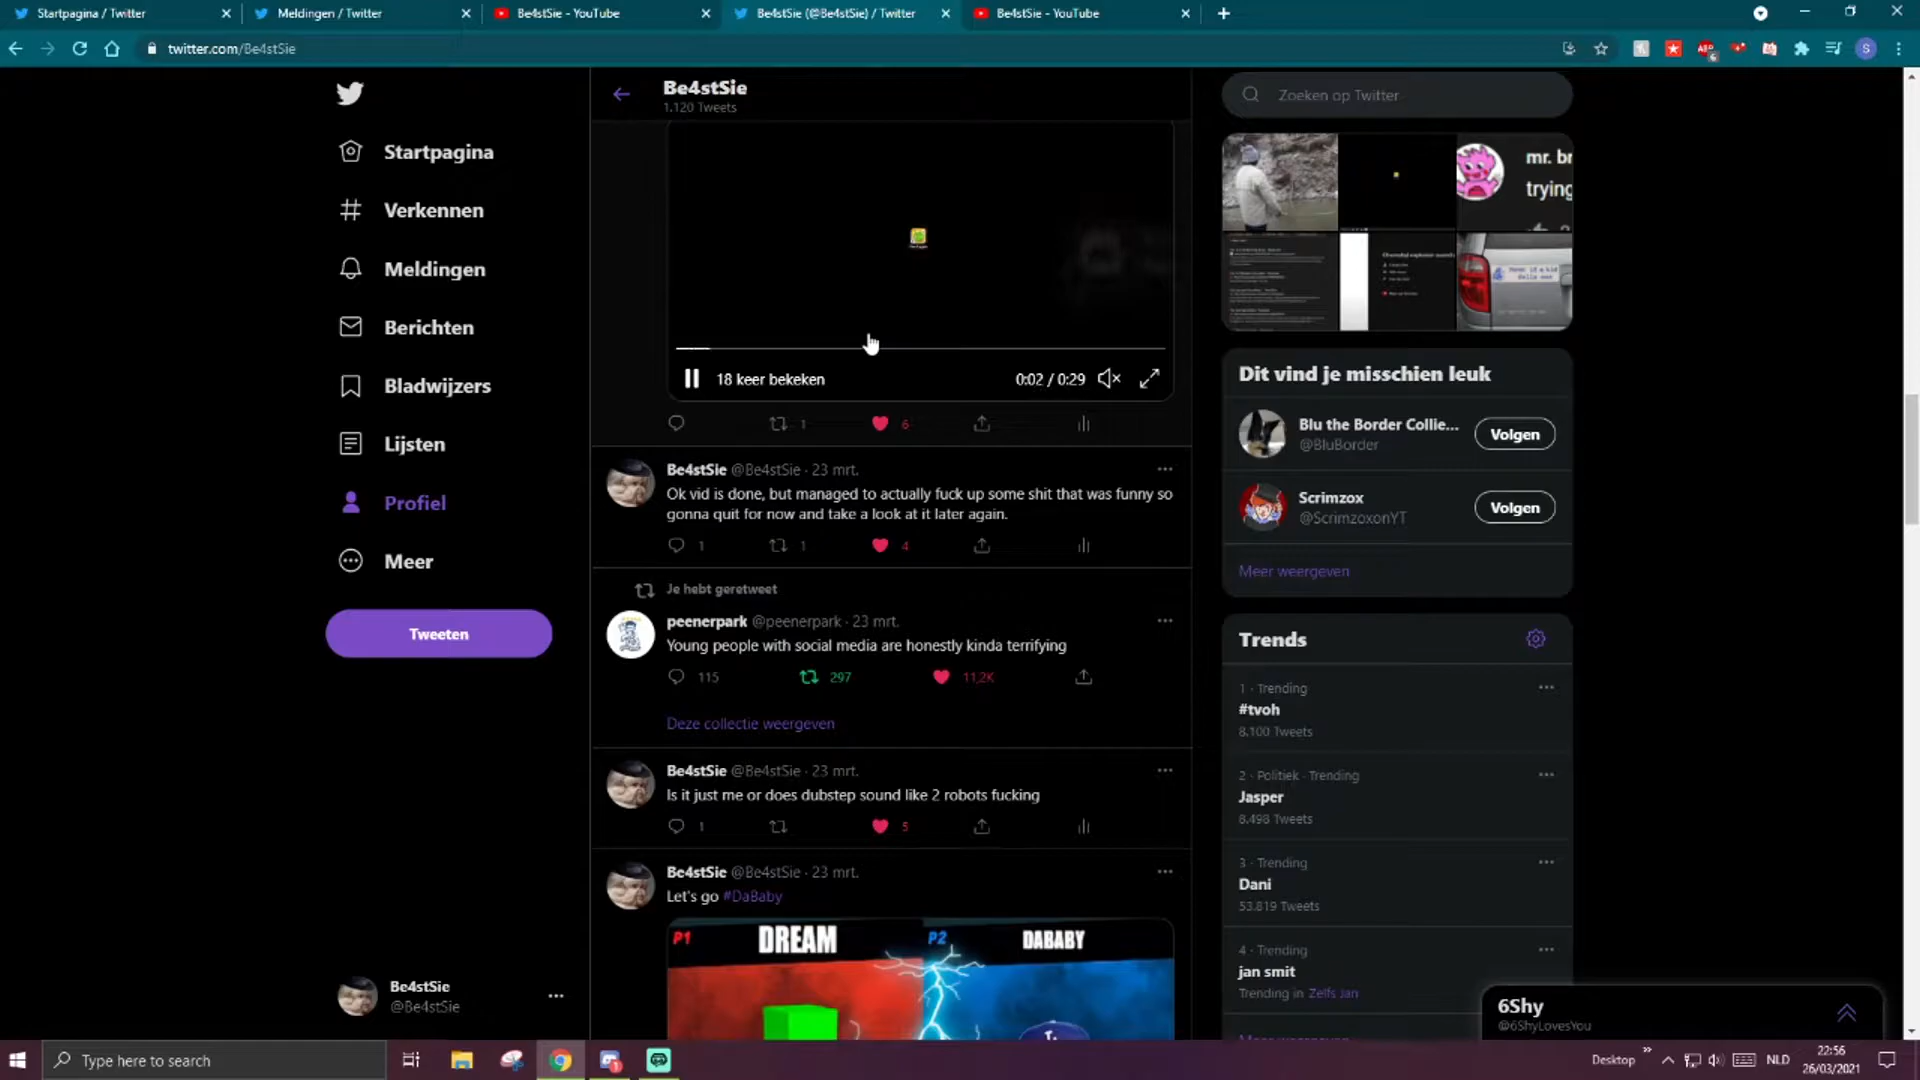 Startpagina / Twitter
Meldingen / Twitter
Be4stSie - YouTube
Be4stSie (@Be4stSie) / Twitter
Be4stSie - YouTube
twitter.com/Be4stSie
Startpagina
Verkennen
Meldingen
Berichten
Bladwijzers
Lijsten
Profiel
Meer
Tweeten
Be4stSie
@Be4stSie
Be4stSie
1.120 Tweets
18 keer bekeken
0:02 / 0:29
1
6
Be4stSie @Be4stSie · 23 mrt.
Ok vid is done, but managed to actually fuck up some shit that was funny so
gonna quit for now and take a look at it later again.
1
1
4
Je hebt geretweet
peenerpark @peenerpark · 23 mrt.
Young people with social media are honestly kinda terrifying
115
297
11,2K
Deze collectie weergeven
Be4stSie @Be4stSie · 23 mrt.
Is it just me or does dubstep sound like 2 robots fucking
1
5
Be4stSie @Be4stSie · 23 mrt.
Let's go #DaBaby
P1 DREAM
P2 DABABY
Zoeken op Twitter
mr. br
trying
Dit vind je misschien leuk
Blu the Border Collie...
@BluBorder
Volgen
Scrimzox
@ScrimzoxonYT
Volgen
Meer weergeven
Trends
1 · Trending
#tvoh
8.100 Tweets
2 · Politiek · Trending
Jasper
8.498 Tweets
3 · Trending
Dani
53.819 Tweets
4 · Trending
jan smit
Trending in Zelfs Jan
6Shy
@6ShyLovesYou
Type here to search
Desktop
NLD
22:56
26/03/2021